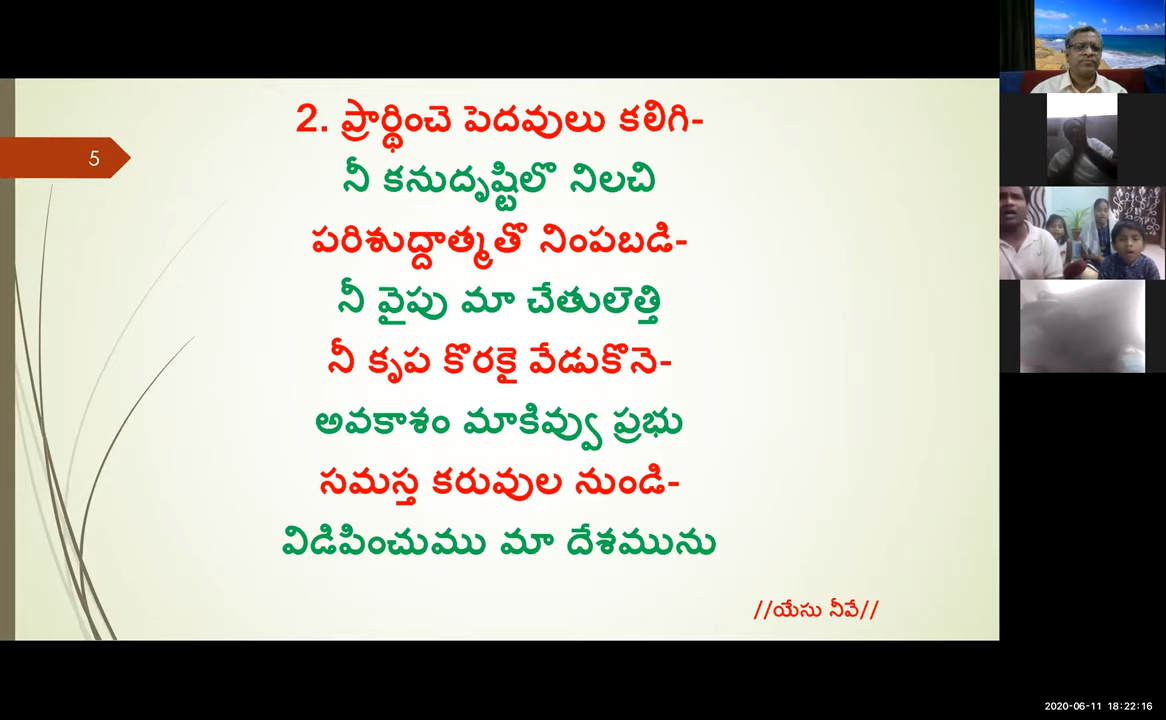 5
2. ప్రార్థించె పెదవులు కలిగి-
నీ కనుదృష్టిలొ నిలచి
పరిశుద్దాత్మతొ నింపబడి-
నీ వైపు మా చేతులెత్తి
నీ కృప కొరకై వేడుకొనె-
అవకాశం మాకివ్వు ప్రభు
సమస్త కరువుల నుండి-
విడిపించుము మా దేశమును
//యేసు నీవే//
2020-06-11 18:22:16